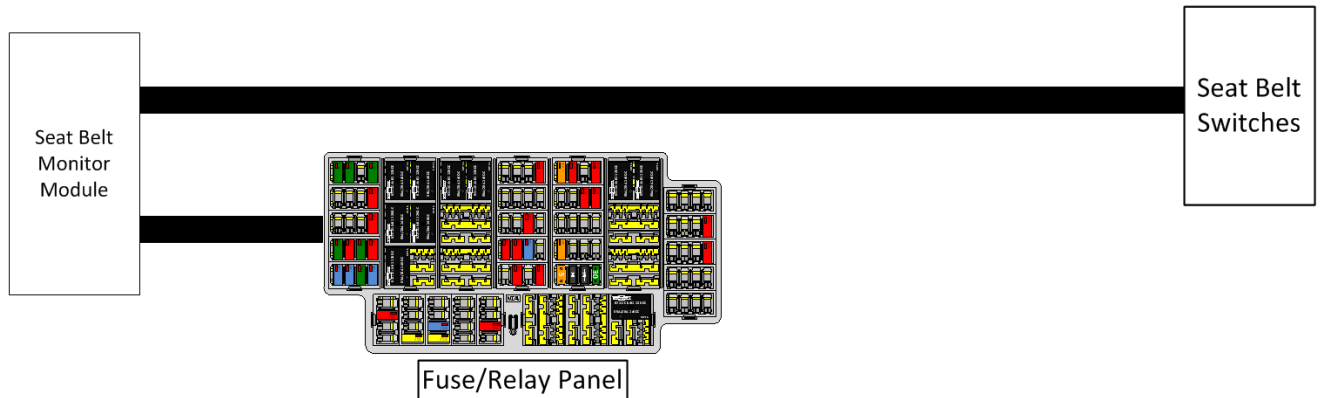 Seat Belt
Monitor
Module
Seat Belt
Switches
Fuse/Relay Panel